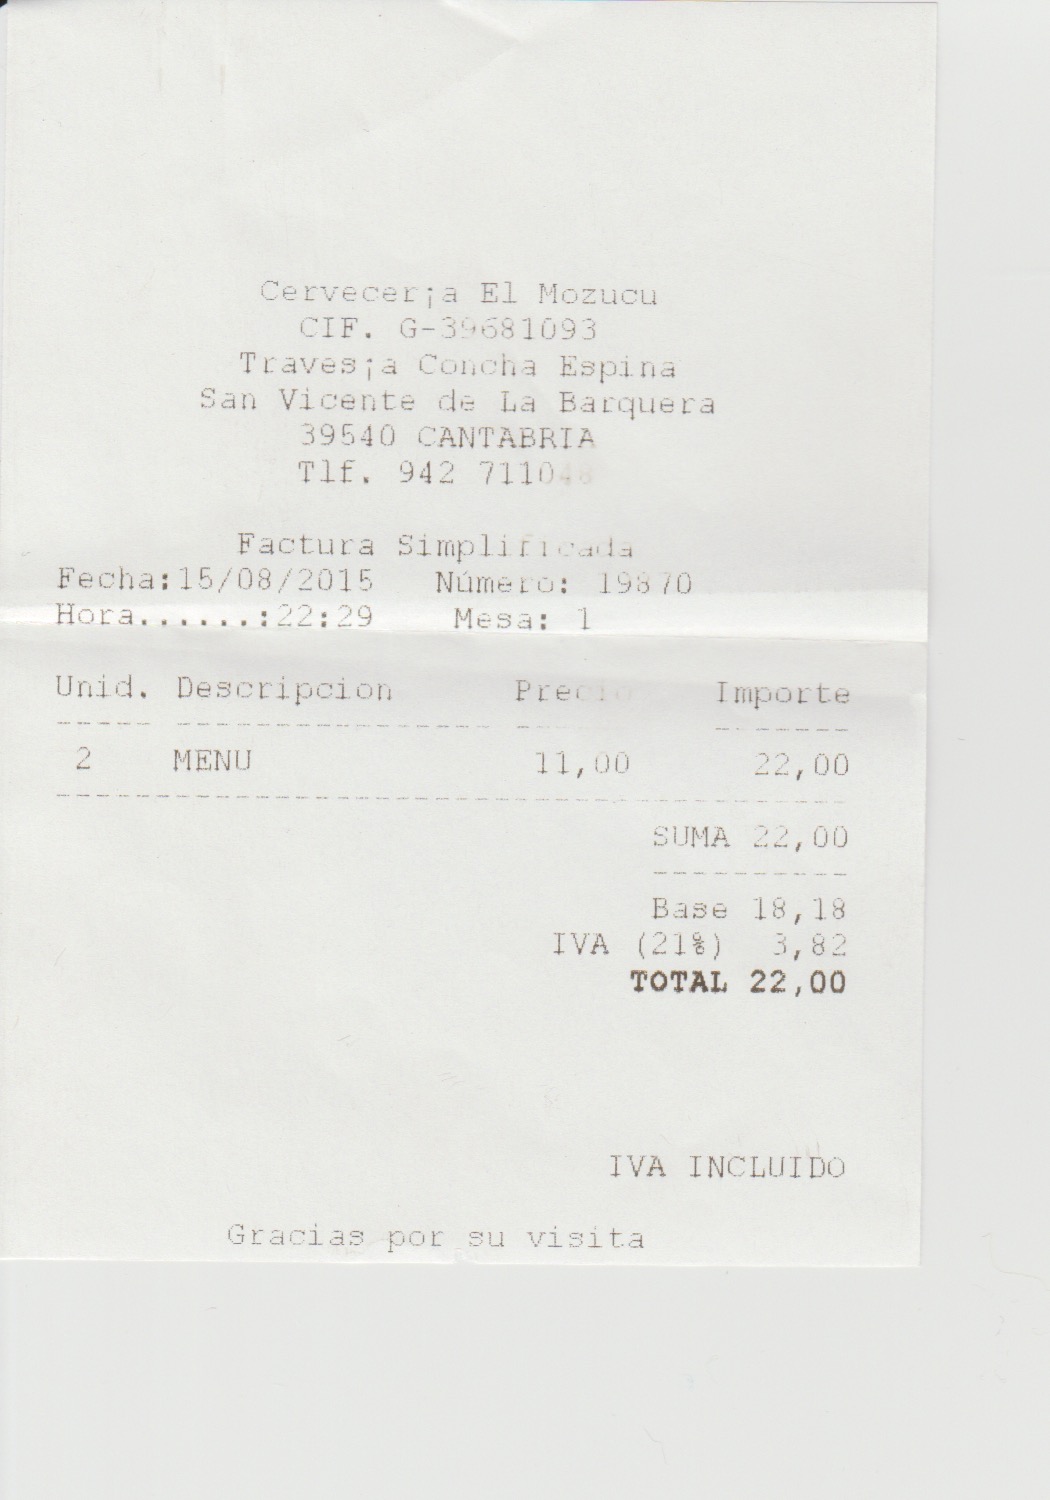 Cervecer¡a El Mozucu
CIF. G-39681093
Traves¡a Concha Espina
San Vicente de La Barquera
39540 CANTABRIA
Tlf. 942 711048
Factura Simplificada
Fecha:15/08/2015 Número: 19870
Hora......:22:29 Mesa: 1
Unid. Descripcion Precio Importe
2 MENU 11,00 22,00
SUMA 22,00
Base 18,18
IVA (21%) 3,82
TOTAL 22,00
IVA INCLUIDO
Gracias por su visita